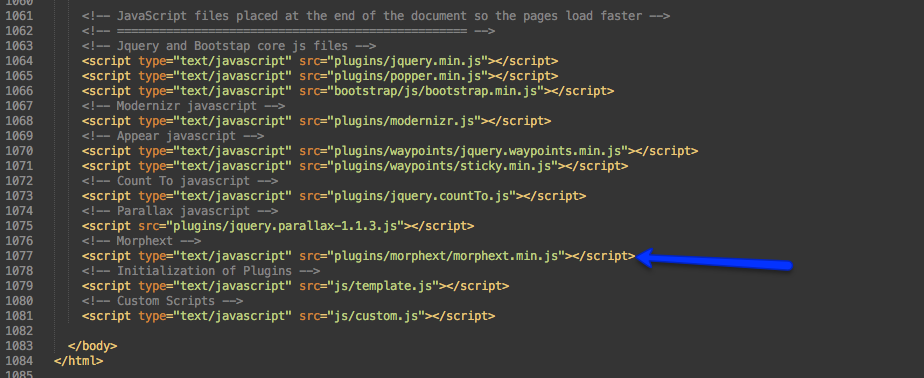 1060
1061 <!-- JavaScript files placed at the end of the document so the pages load faster -->
1062 <!-- ================================================== -->
1063 <!-- Jquery and Bootstap core js files -->
1064 <script type="text/javascript" src="plugins/jquery.min.js"></script>
1065 <script type="text/javascript" src="plugins/popper.min.js"></script>
1066 <script type="text/javascript" src="bootstrap/js/bootstrap.min.js"></script>
1067 <!-- Modernizr javascript -->
1068 <script type="text/javascript" src="plugins/modernizr.js"></script>
1069 <!-- Appear javascript -->
1070 <script type="text/javascript" src="plugins/waypoints/jquery.waypoints.min.js"></script>
1071 <script type="text/javascript" src="plugins/waypoints/sticky.min.js"></script>
1072 <!-- Count To javascript -->
1073 <script type="text/javascript" src="plugins/jquery.countTo.js"></script>
1074 <!-- Parallax javascript -->
1075 <script src="plugins/jquery.parallax-1.1.3.js"></script>
1076 <!-- Morphext -->
1077 <script type="text/javascript" src="plugins/morphext/morphext.min.js"></script>
1078 <!-- Initialization of Plugins -->
1079 <script type="text/javascript" src="js/template.js"></script>
1080 <!-- Custom Scripts -->
1081 <script type="text/javascript" src="js/custom.js"></script>
1082
1083 </body>
1084 </html>
1085